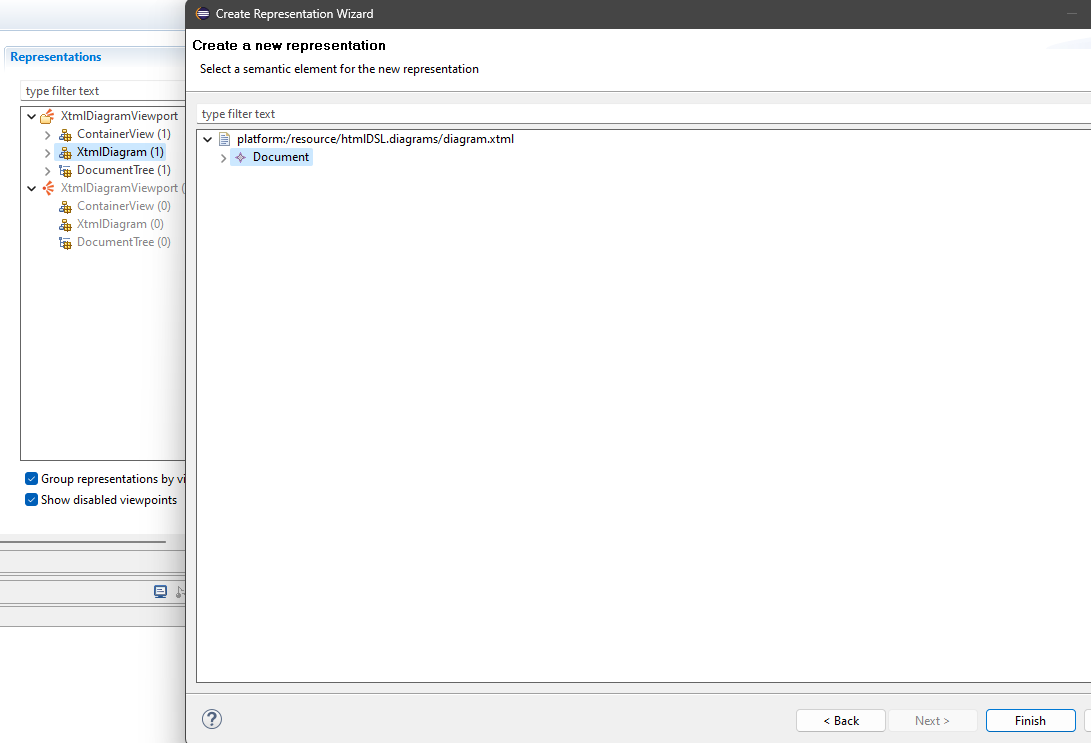 Create Representation Wizard
Create a new representation
Select a semantic element for the new representation
Representations
type filter text
XtmlDiagramViewport
ContainerView (1)
XtmlDiagram (1)
DocumentTree (1)
XtmlDiagramViewport (
ContainerView (0)
XtmlDiagram (0)
DocumentTree (0)
Group representations by vi
Show disabled viewpoints
type filter text
platform:/resource/htmlDSL.diagrams/diagram.xtml
Document
?
< Back
Next >
Finish